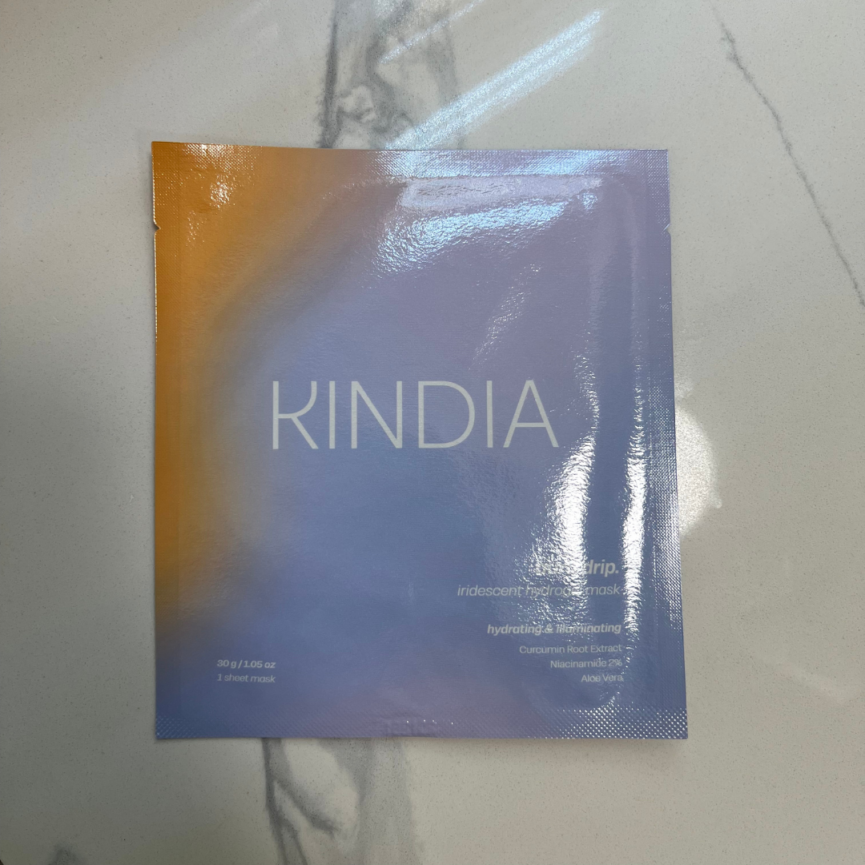 KINDIA
drip.
iridescent hydrogel mask
hydrating & illuminating
Curcumin Root Extract
Niacinamide 2%
Aloe Vera
30 g / 1.05 oz
1 sheet mask